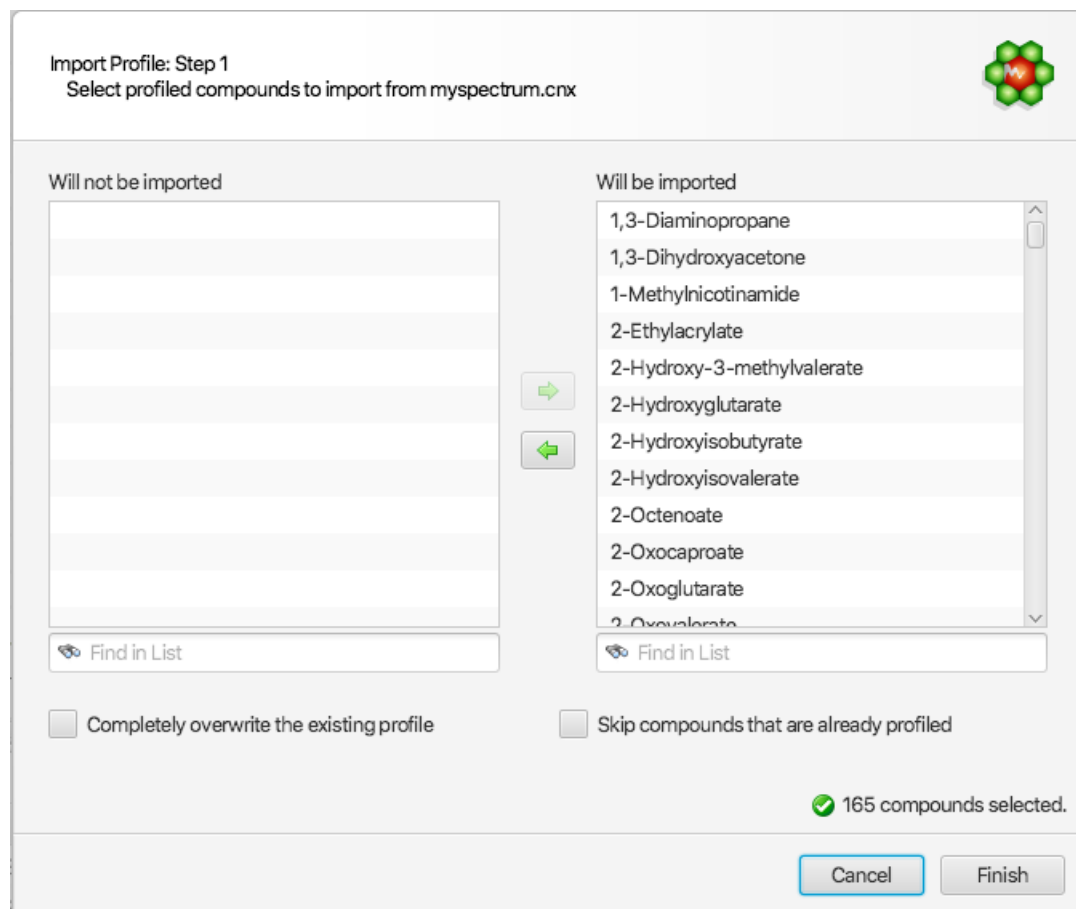 Import Profile: Step 1
Select profiled compounds to import from myspectrum.cnx
Will not be imported
Will be imported
1,3-Diaminopropane
1,3-Dihydroxyacetone
1-Methylnicotinamide
2-Ethylacrylate
2-Hydroxy-3-methylvalerate
2-Hydroxyglutarate
2-Hydroxyisobutyrate
2-Hydroxyisovalerate
2-Octenoate
2-Oxocaproate
2-Oxoglutarate
2-Oxovalerate
Find in List
Find in List
Completely overwrite the existing profile
Skip compounds that are already profiled
165 compounds selected.
Cancel
Finish